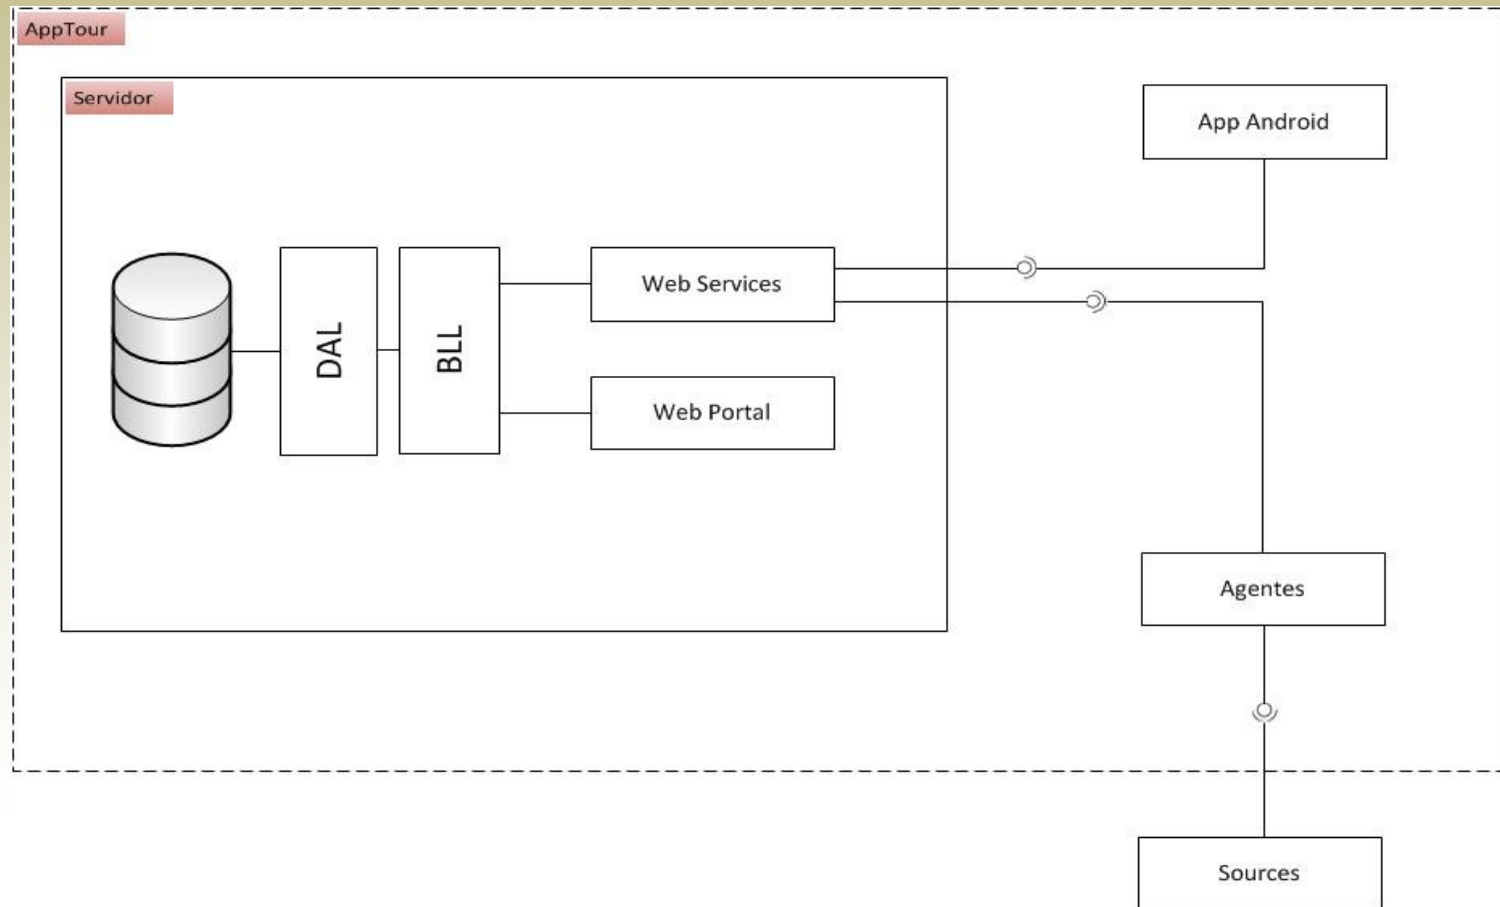 AppTour
Servidor
App Android
DAL
BLL
Web Services
Web Portal
Agentes
Sources